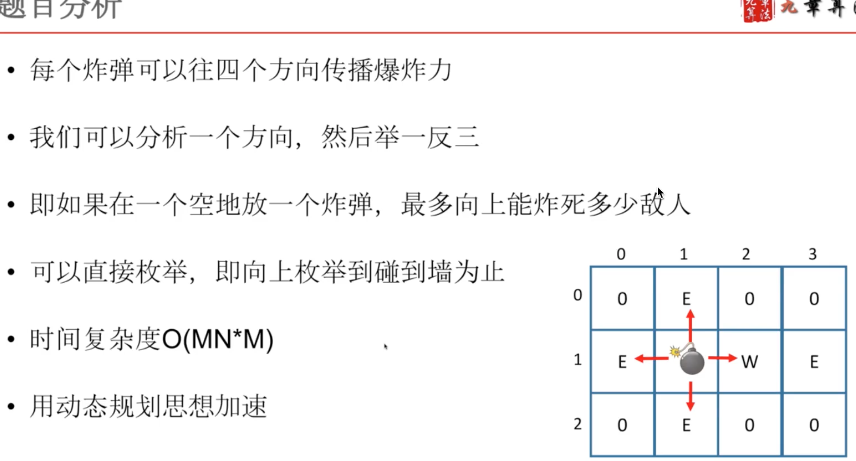 题目分析
九章算法
• 每个炸弹可以往四个方向传播爆炸力
• 我们可以分析一个方向，然后举一反三
• 即如果在一个空地放一个炸弹，最多向上能炸死多少敌人
• 可以直接枚举，即向上枚举到碰到墙为止
• 时间复杂度O(MN*M)
• 用动态规划思想加速
0 1 2 3
0 0 E 0 0
1 E W E
2 0 E 0 0